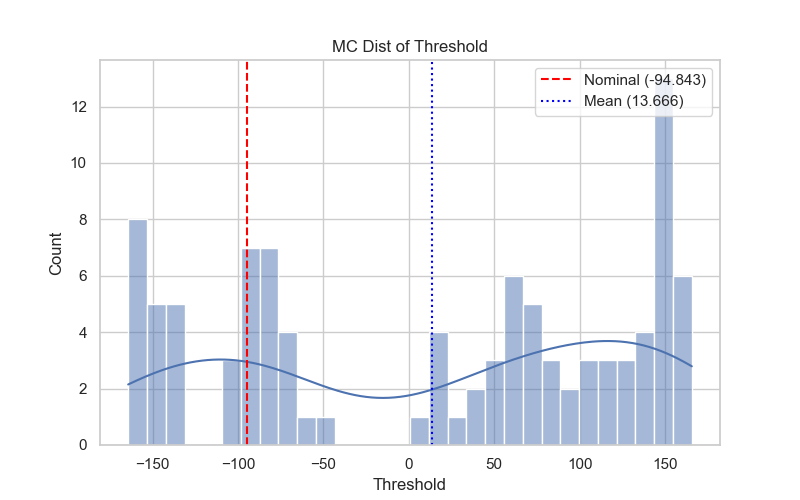 MC Dist of Threshold
Nominal (-94.843)
Mean (13.666)
12
10
8
6
4
2
0
Count
−150
−100
−50
0
50
100
150
Threshold